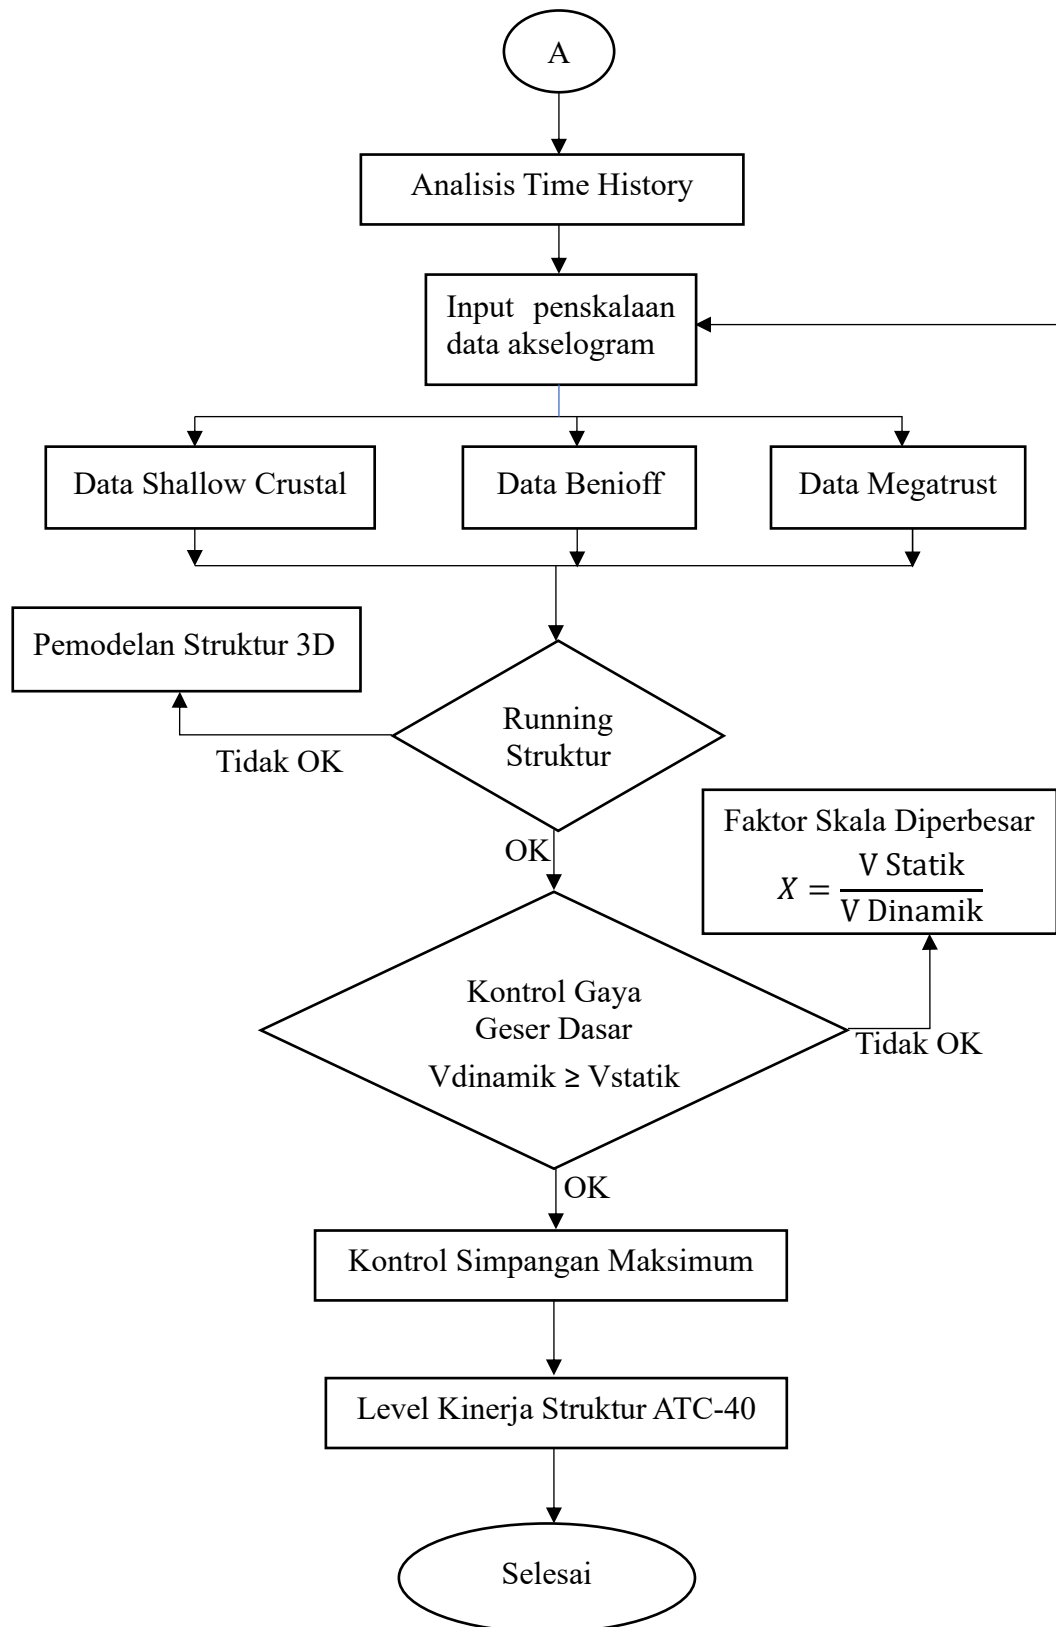 A
Analisis Time History
Input penskalaan
data akselogram
Data Shallow Crustal
Data Benioff
Data Megatrust
Pemodelan Struktur 3D
Running
Struktur
Tidak OK
OK
Faktor Skala Diperbesar
X = V Statik / V Dinamik
Kontrol Gaya
Geser Dasar
Vdinamik ≥ Vstatik
Tidak OK
OK
Kontrol Simpangan Maksimum
Level Kinerja Struktur ATC-40
Selesai